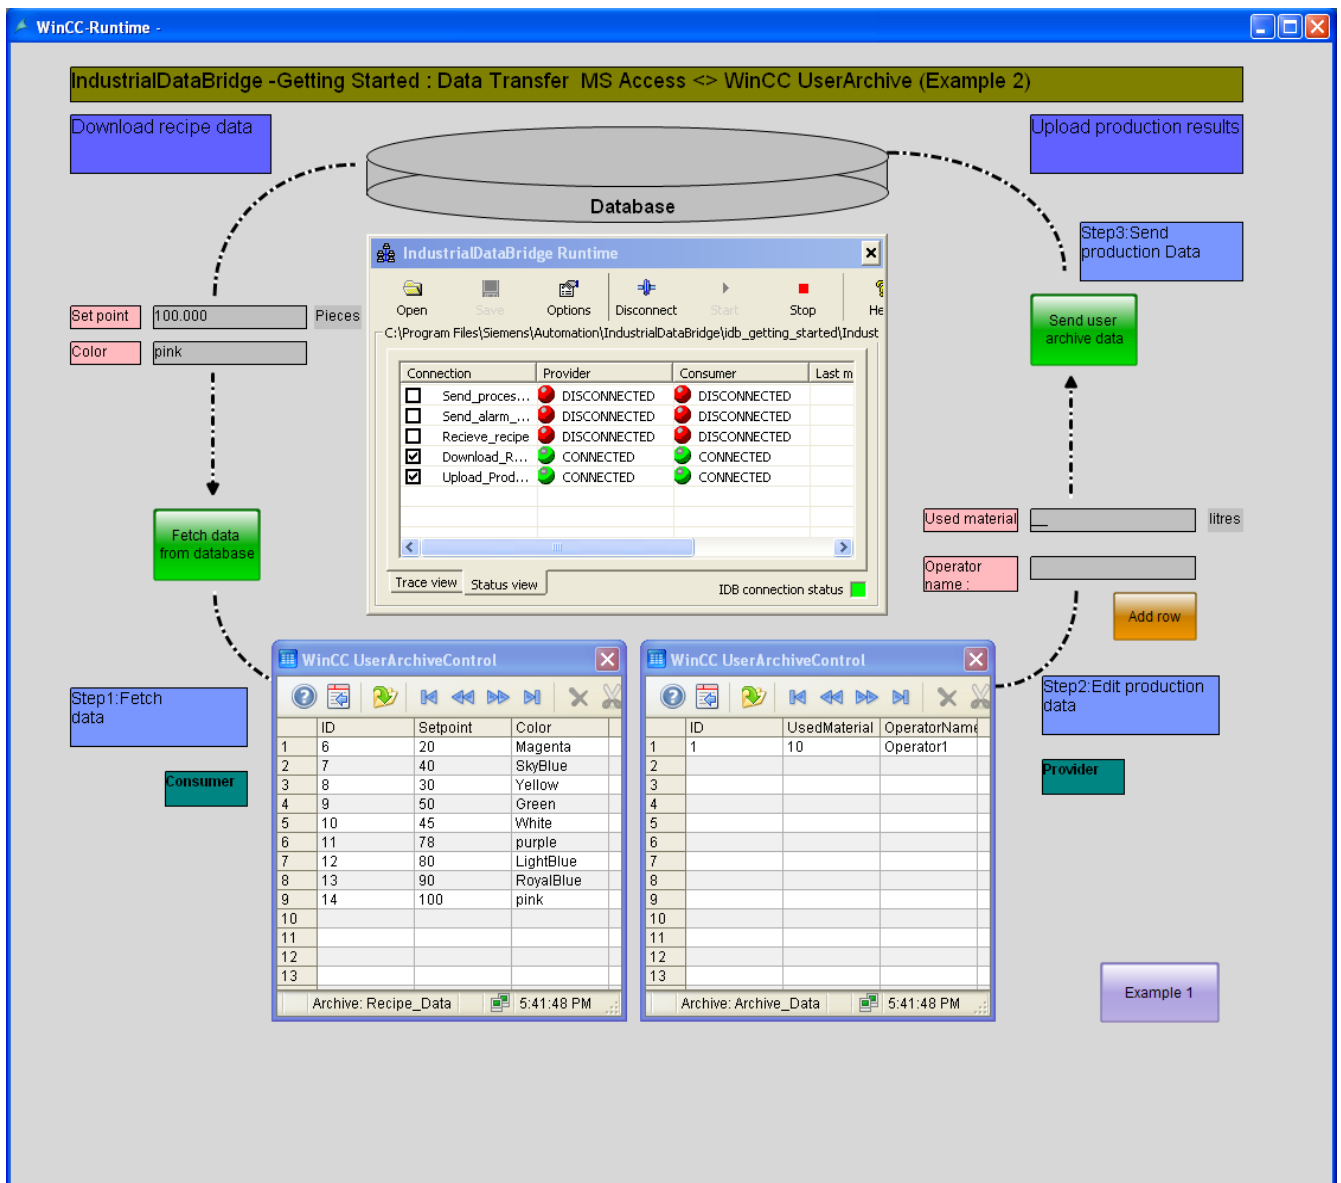 WinCC-Runtime -
IndustrialDataBridge -Getting Started : Data Transfer  MS Access <> WinCC UserArchive (Example 2)
Download recipe data
Upload production results
Database
Step3:Send
production Data
IndustrialDataBridge Runtime
Open Save Options Disconnect Start Stop He
C:\Program Files\Siemens\Automation\IndustrialDataBridge\idb_getting_started\Indust
Set point 100.000 Pieces
Color pink
Send user
archive data
Connection Provider Consumer Last m
Send_proces... DISCONNECTED DISCONNECTED
Send_alarm_... DISCONNECTED DISCONNECTED
Recieve_recipe DISCONNECTED DISCONNECTED
Download_R... CONNECTED CONNECTED
Upload_Prod... CONNECTED CONNECTED
Trace view Status view IDB connection status
Fetch data
from database
Used material __ litres
Operator
name :
Add row
Step1:Fetch
data
Consumer
WinCC UserArchiveControl
ID Setpoint Color
1 6 20 Magenta
2 7 40 SkyBlue
3 8 30 Yellow
4 9 50 Green
5 10 45 White
6 11 78 purple
7 12 80 LightBlue
8 13 90 RoyalBlue
9 14 100 pink
10
11
12
13
Archive: Recipe_Data 5:41:48 PM
WinCC UserArchiveControl
ID UsedMaterial OperatorName
1 1 10 Operator1
2
3
4
5
6
7
8
9
10
11
12
13
Archive: Archive_Data 5:41:48 PM
Step2:Edit production
data
Provider
Example 1